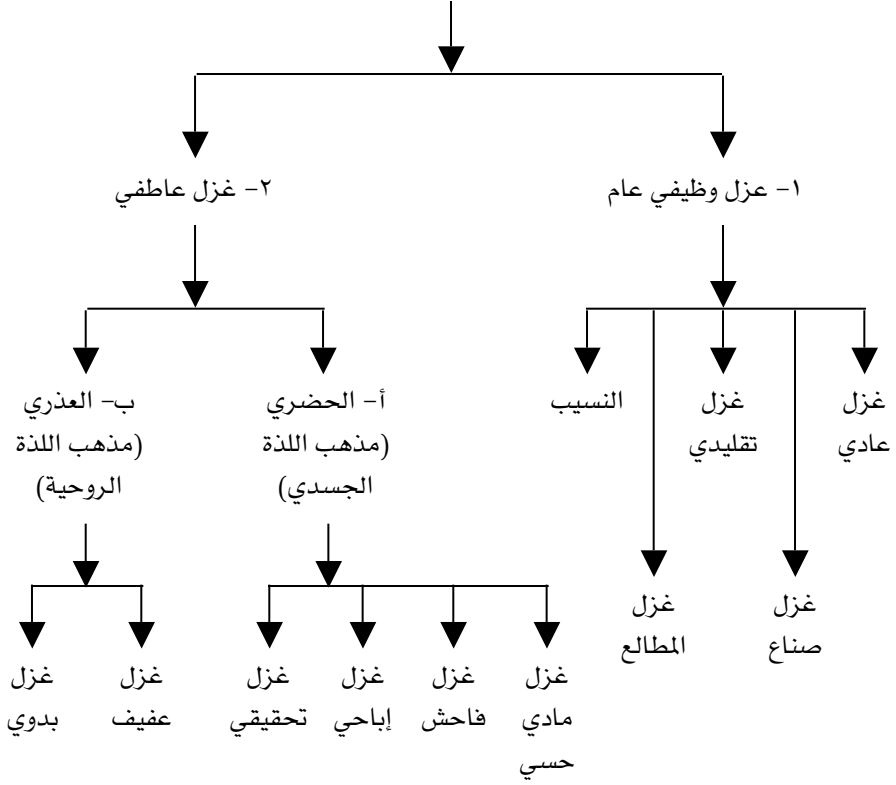 ١- عزل وظيفي عام
٢- غزل عاطفي
غزل
عادي
غزل
تقليدي
النسيب
غزل
صناع
غزل
المطالع
أ- الحضري
(مذهب اللذة
الجسدي)
ب- العذري
(مذهب اللذة
الروحية)
غزل
مادي
حسي
غزل
فاحش
غزل
إباحي
غزل
تحقيقي
غزل
عفيف
غزل
بدوي